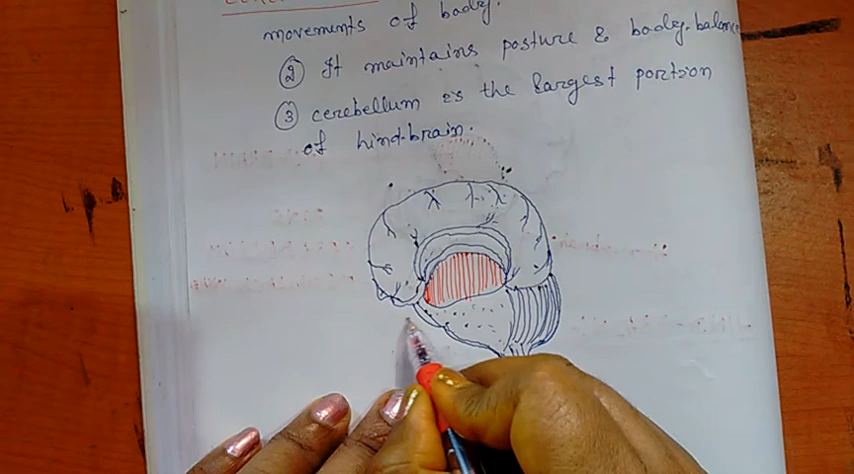 movements of body.
② It maintains posture & body balance
③ cerebellum is the largest portion
of hind-brain.